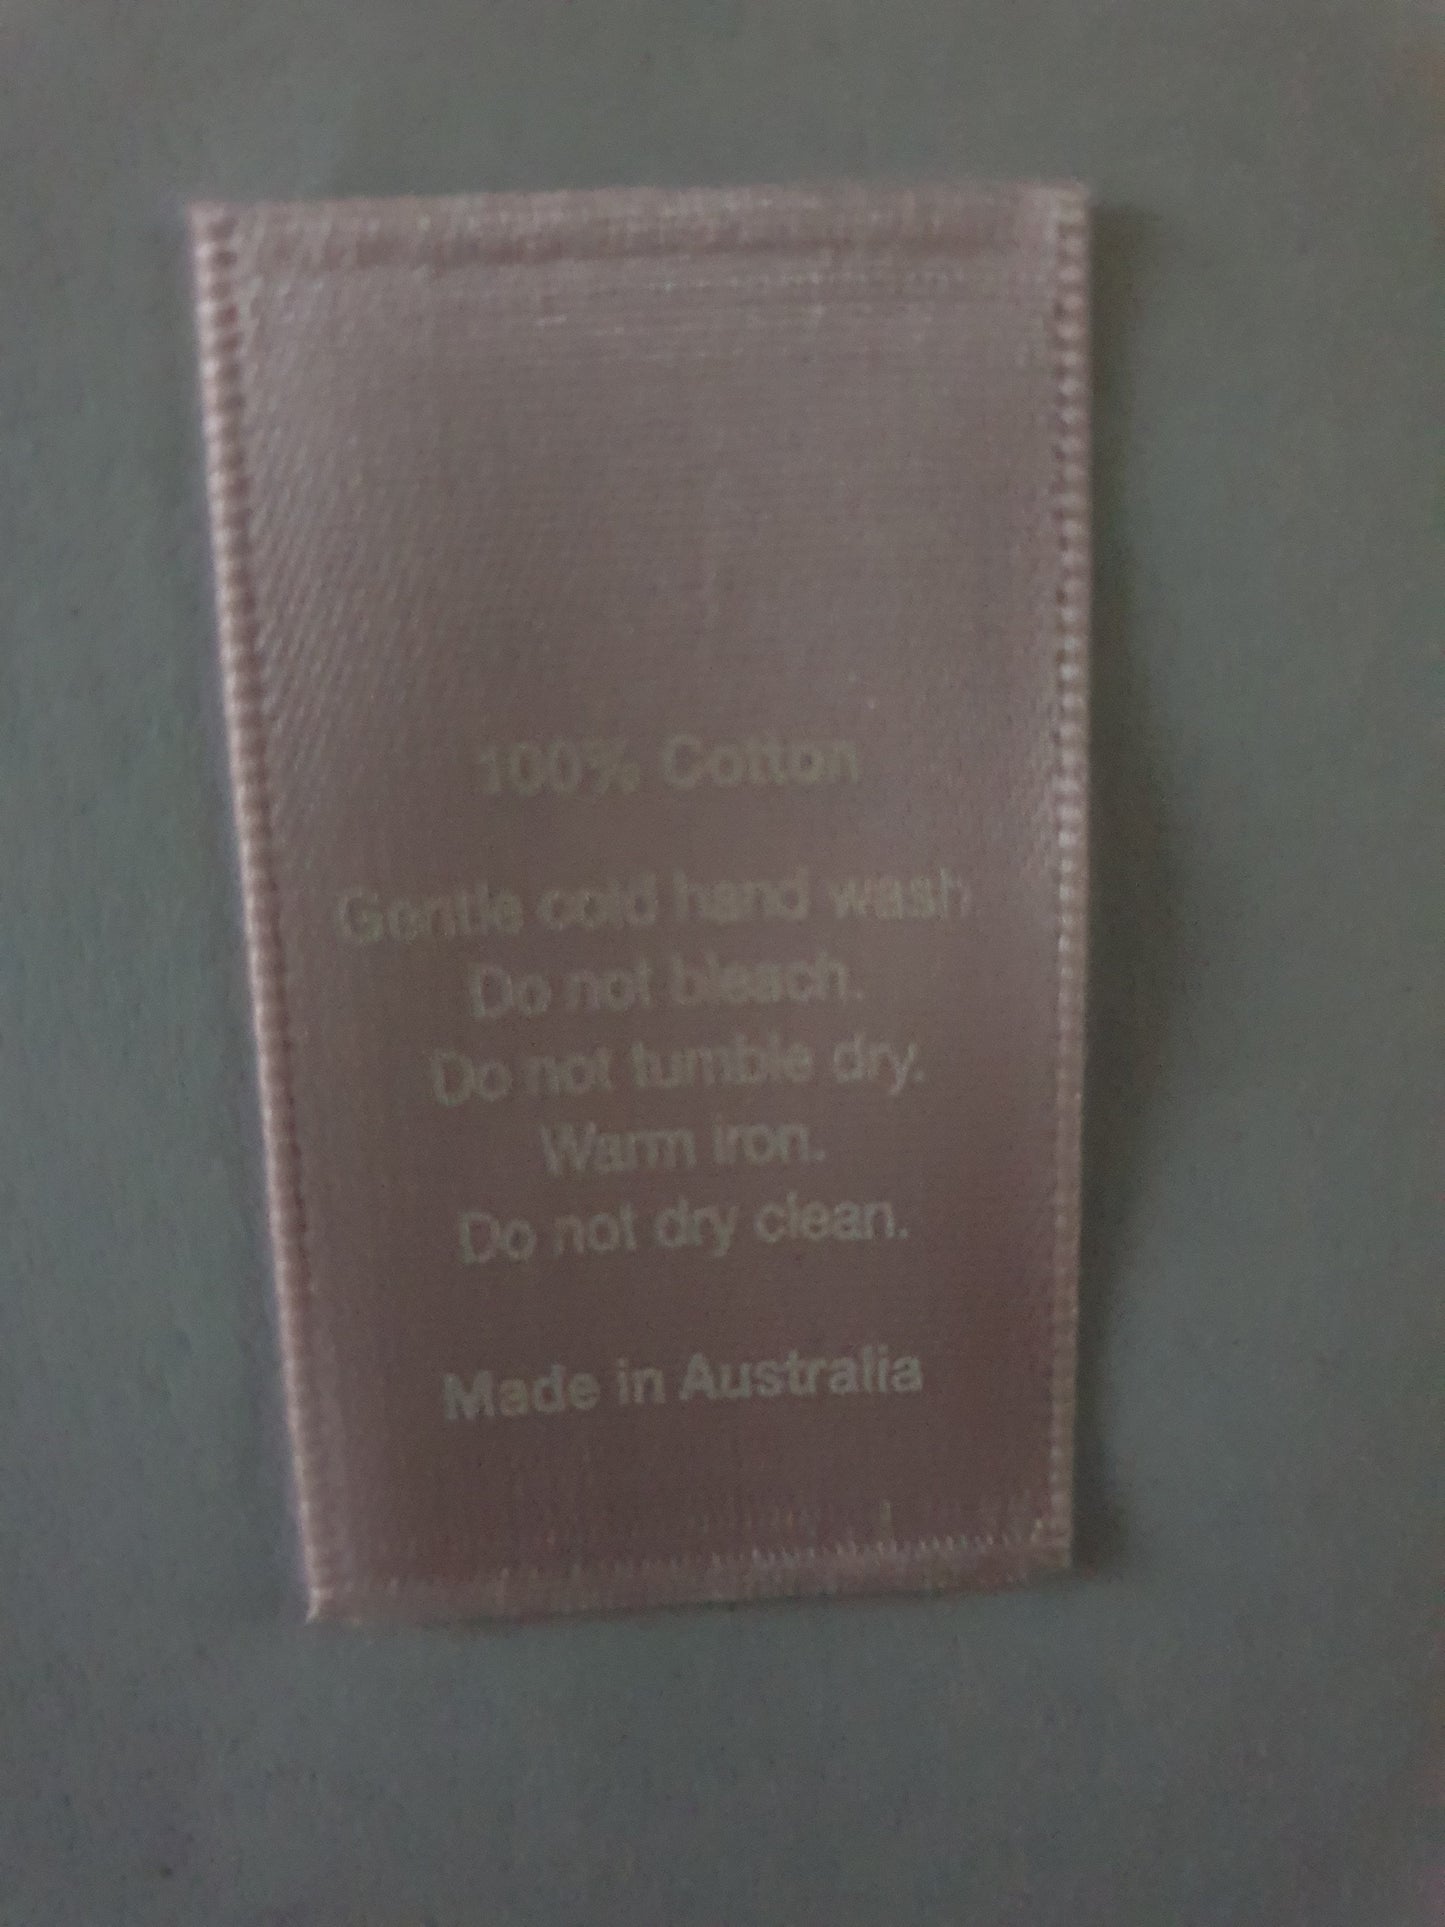 100% Cotton
Gentle cold hand wash.
Do not bleach.
Do not tumble dry.
Warm iron.
Do not dry clean.
Made in Australia